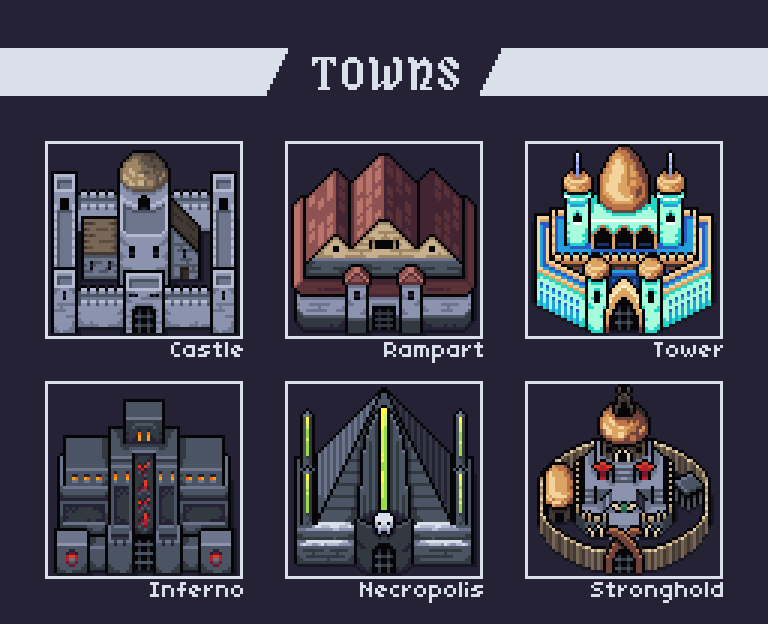 TOWNS
Castle
Rampart
Tower
Inferno
Necropolis
Stronghold